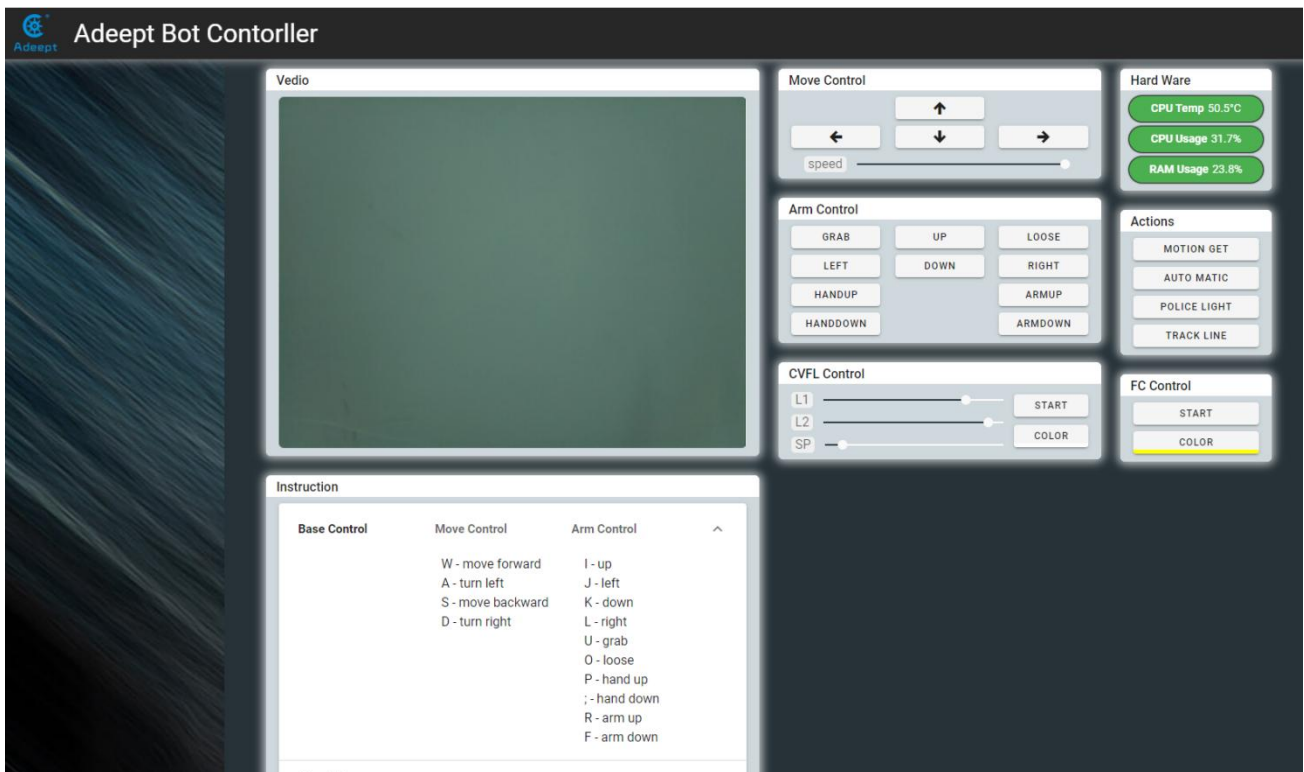 Adeept
Adeept Bot Contorller
Vedio
Move Control
speed
Hard Ware
CPU Temp 50.5°C
CPU Usage 31.7%
RAM Usage 23.8%
Arm Control
GRAB UP LOOSE
LEFT DOWN RIGHT
HANDUP ARMUP
HANDDOWN ARMDOWN
Actions
MOTION GET
AUTO MATIC
POLICE LIGHT
TRACK LINE
CVFL Control
L1
START
L2
COLOR
SP
FC Control
START
COLOR
Instruction
Base Control Move Control Arm Control
W - move forward I - up
A - turn left J - left
S - move backward K - down
D - turn right L - right
U - grab
O - loose
P - hand up
; - hand down
R - arm up
F - arm down